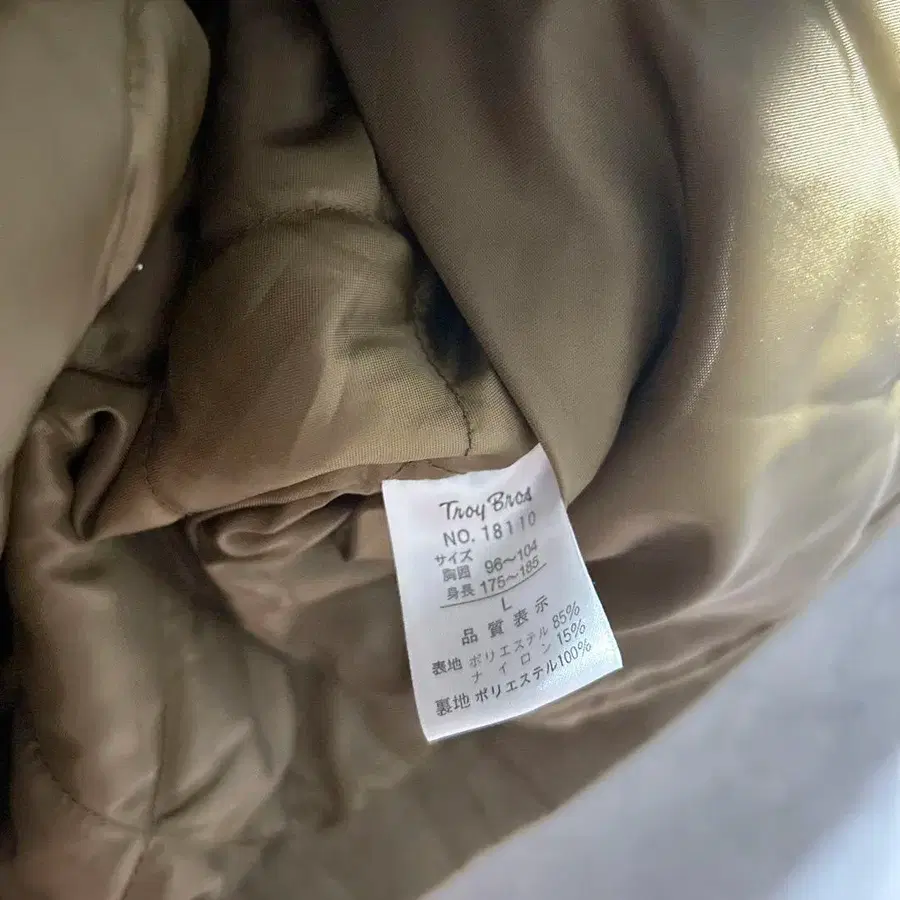 Troy Bros
NO. 18110
サイズ
胸囲 96〜104
身長 175〜185
L
品質表示
表地 ポリエステル 85%
ナイロン 15%
裏地 ポリエステル100%